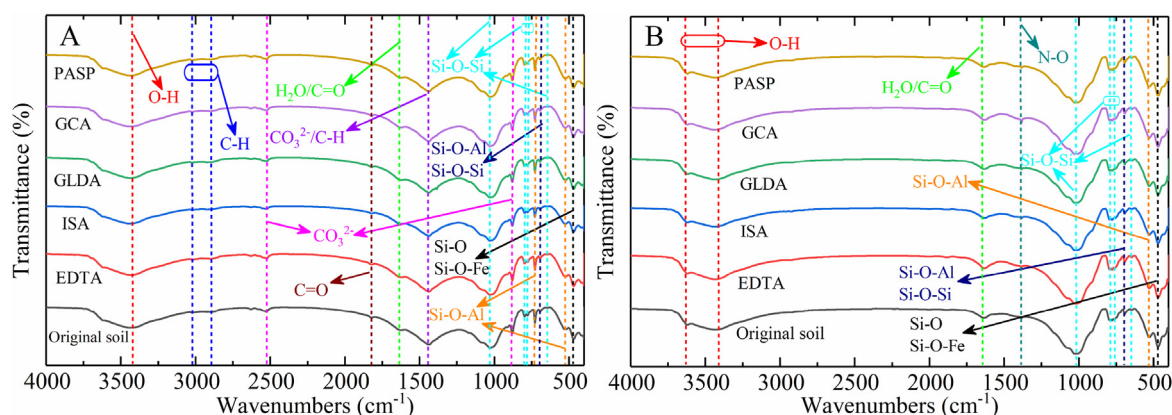 A
PASP
O-H
H₂O/C=O
Si-O-Si
GCA
C-H
CO₃²⁻/C-H
Si-O-Al
Si-O-Si
GLDA
ISA
CO₃²⁻
Si-O
Si-O-Fe
EDTA
C=O
Si-O-Al
Original soil
Transmittance (%)
4000 3500 3000 2500 2000 1500 1000 500
Wavenumbers (cm⁻¹)
B
O-H
N-O
PASP
H₂O/C=O
GCA
Si-O-Si
GLDA
Si-O-Al
ISA
Si-O-Al
Si-O-Si
EDTA
Si-O
Si-O-Fe
Original soil
Transmittance (%)
4000 3500 3000 2500 2000 1500 1000 500
Wavenumbers (cm⁻¹)